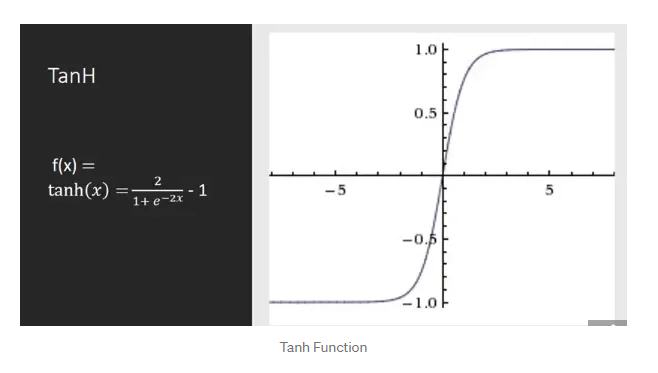 TanH
f(x) =
tanh(x) = 2/(1+ e^-2x) - 1
1.0
0.5
-5
5
-0.5
-1.0
Tanh Function